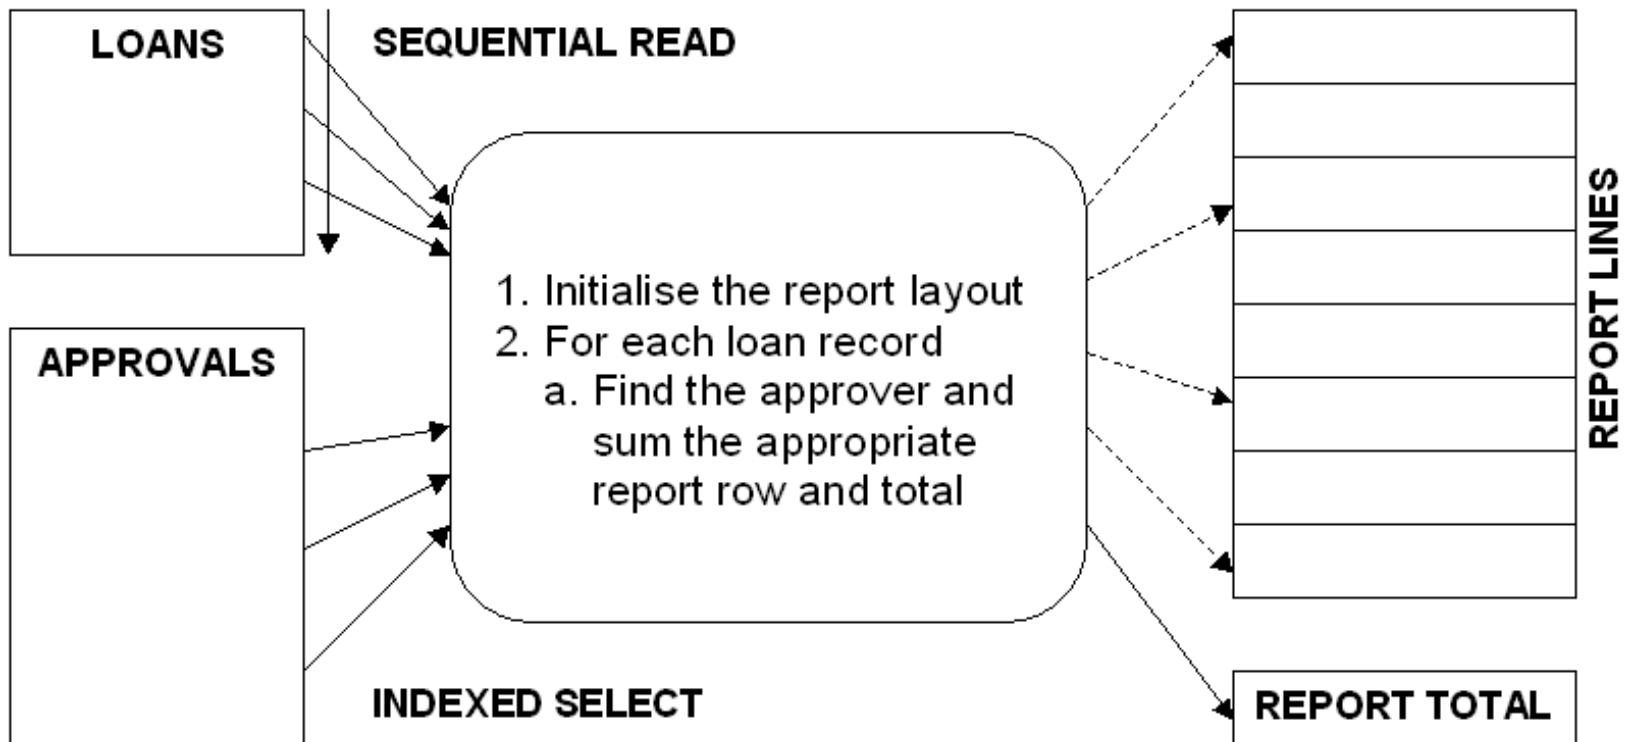 LOANS
SEQUENTIAL READ
1. Initialise the report layout
2. For each loan record
a. Find the approver and
sum the appropriate
report row and total
APPROVALS
INDEXED SELECT
REPORT LINES
REPORT TOTAL